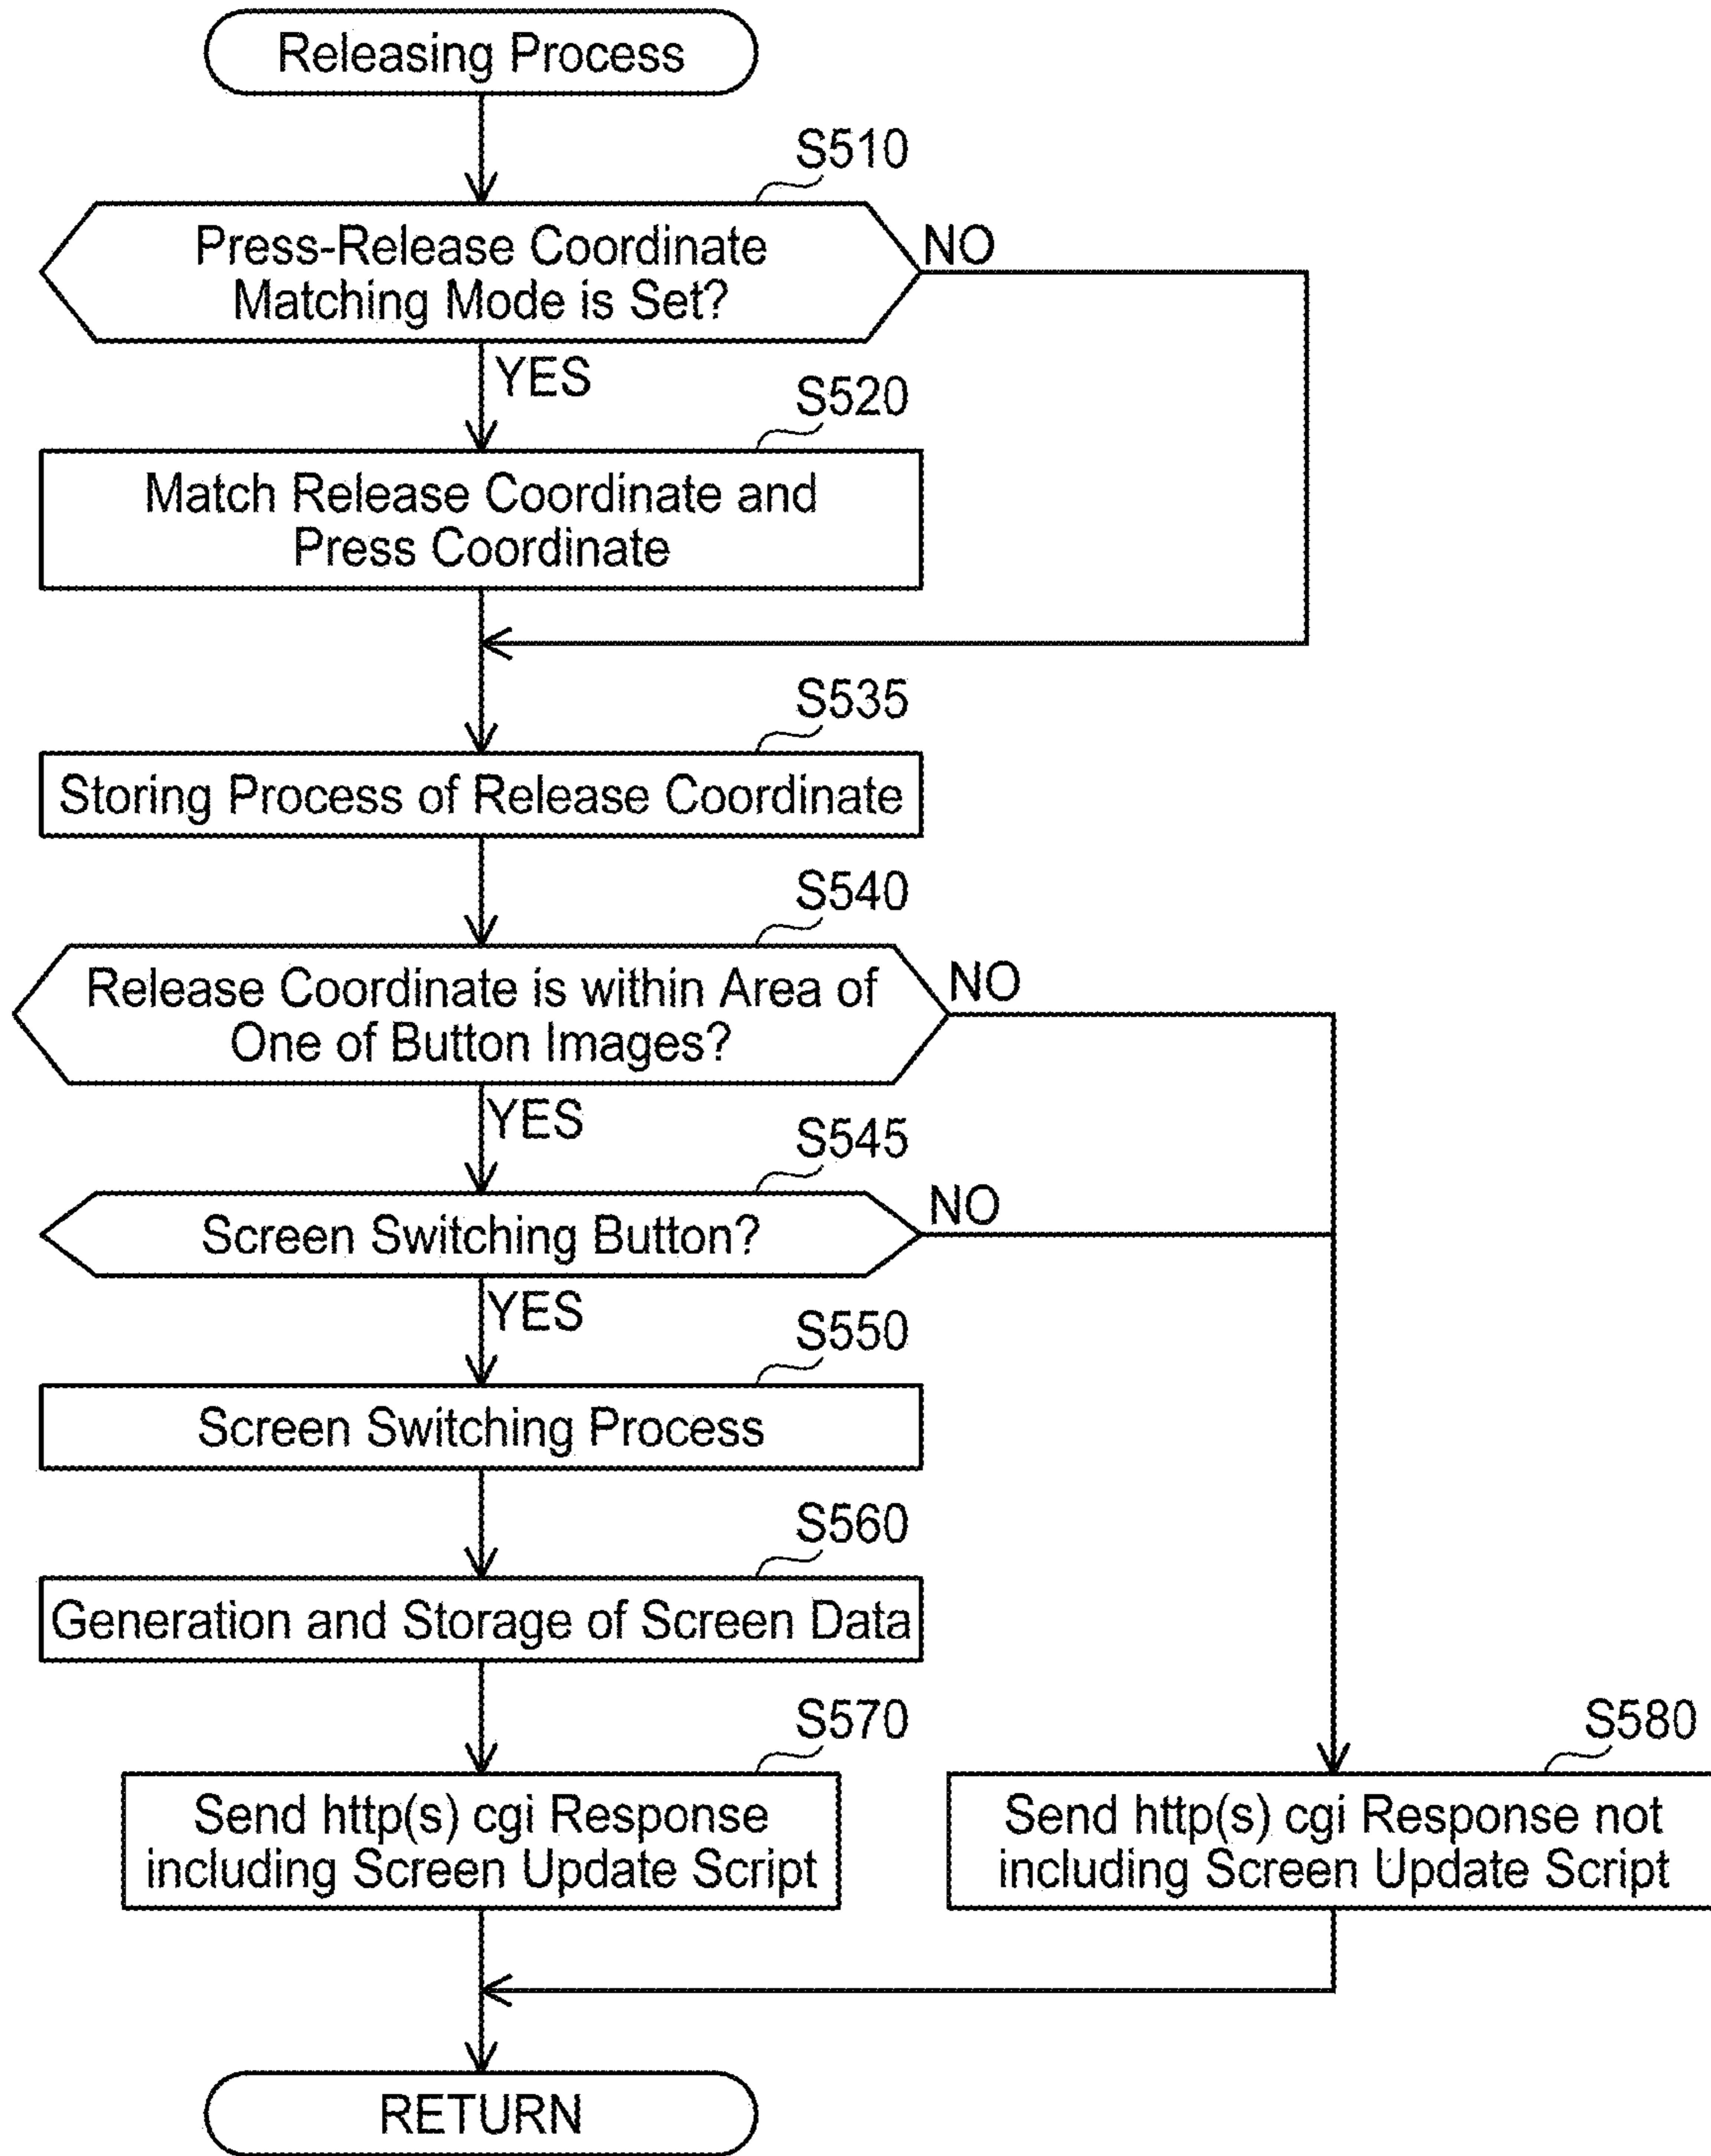 Releasing Process
S510
Press-Release Coordinate
Matching Mode is Set?
NO
YES
S520
Match Release Coordinate and
Press Coordinate
S535
Storing Process of Release Coordinate
S540
Release Coordinate is within Area of
One of Button Images?
NO
YES
S545
Screen Switching Button?
NO
YES
S550
Screen Switching Process
S560
Generation and Storage of Screen Data
S570
Send http(s) cgi Response
including Screen Update Script
S580
Send http(s) cgi Response not
including Screen Update Script
RETURN